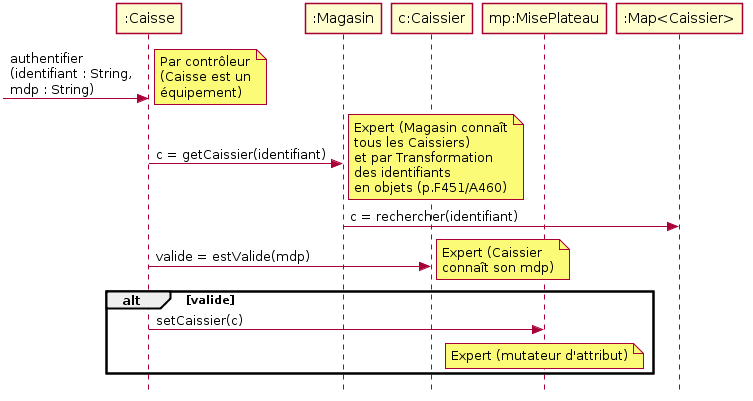 :Caisse
:Magasin
c:Caissier
mp:MisePlateau
:Map<Caissier>
authentifier
(identifiant : String,
mdp : String)
Par contrôleur
(Caisse est un
équipement)
c = getCaissier(identifiant)
Expert (Magasin connaît
tous les Caissiers)
et par Transformation
des identifiants
en objets (p.F451/A460)
c = rechercher(identifiant)
valide = estValide(mdp)
Expert (Caissier
connaît son mdp)
alt [valide]
setCaissier(c)
Expert (mutateur d'attribut)